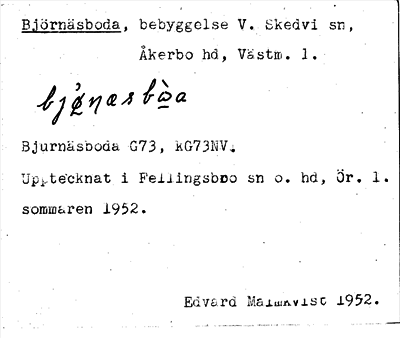 Björnäsboda, bebyggelse V. Skedvi sn,
Åkerbo hd, Västm. l.
bjǿnæsbòa
Bjurnäsboda G73, kG73NV.
Upptecknat i Fellingsbro sn o. hd, Ör. l.
sommaren 1952.
Edvard Malmkvist 1952.